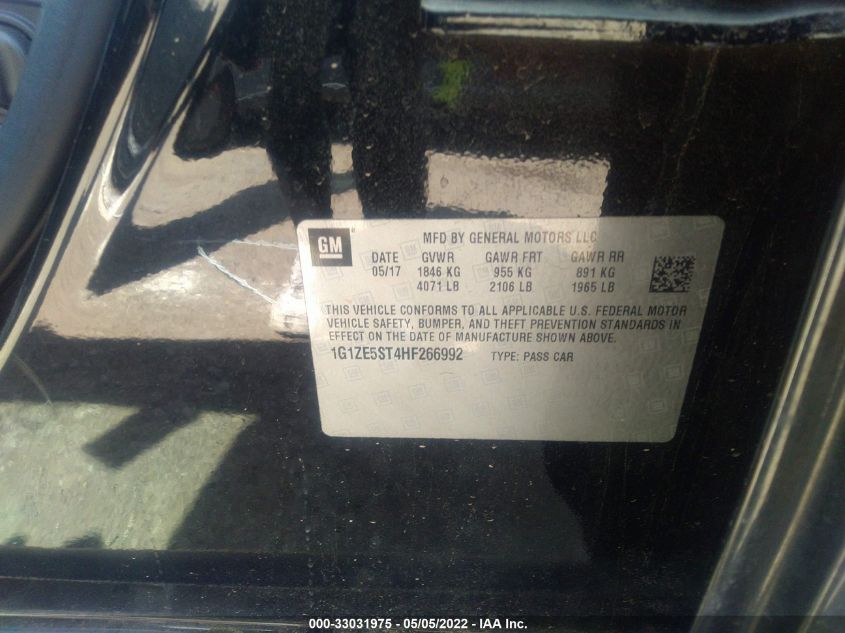 GM
MFD BY GENERAL MOTORS LLC
DATE GVWR GAWR FRT GAWR RR
05/17 1846 KG 955 KG 891 KG
4071 LB 2106 LB 1965 LB
THIS VEHICLE CONFORMS TO ALL APPLICABLE U.S. FEDERAL MOTOR
VEHICLE SAFETY, BUMPER, AND THEFT PREVENTION STANDARDS IN
EFFECT ON THE DATE OF MANUFACTURE SHOWN ABOVE.
1G1ZE5ST4HF266992 TYPE: PASS CAR
000-33031975 - 05/05/2022 - IAA Inc.